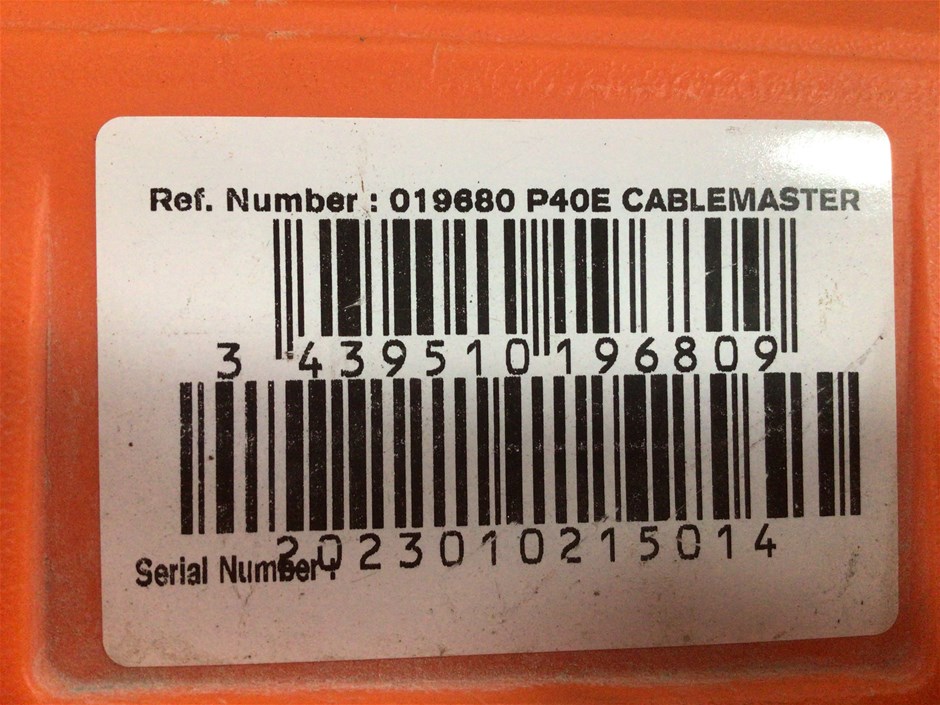 Ref. Number : 019680 P40E CABLEMASTER
3 439510 196809
2023010215014
Serial Number :